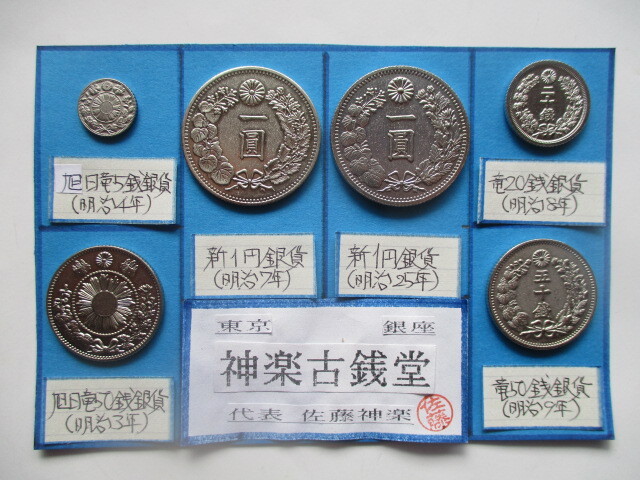 旭日竜5銭銀貨
(明治4年)
一圓
新1円銀貨
(明治7年)
一圓
新1円銀貨
(明治25年)
二十銭
竜20銭銀貨
(明治18年)
旭日竜50銭銀貨
(明治3年)
五十銭
竜50銭銀貨
(明治9年)
東京 銀座
神楽古銭堂
代表 佐藤神楽
佐藤